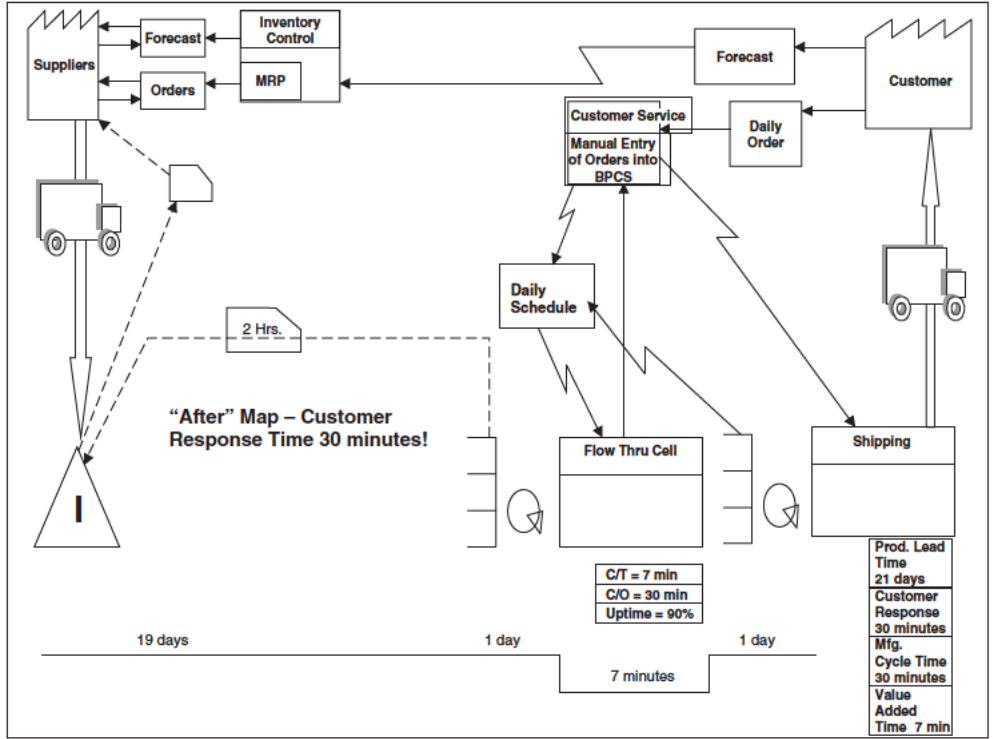 Suppliers
Forecast
Orders
Inventory
Control
MRP
Forecast
Customer
Customer Service
Manual Entry
of Orders into
BPCS
Daily
Order
Daily
Schedule
2 Hrs.
“After” Map – Customer
Response Time 30 minutes!
I
Flow Thru Cell
Shipping
C/T = 7 min
C/O = 30 min
Uptime = 90%
Prod. Lead
Time
21 days
Customer
Response
30 minutes
Mfg.
Cycle Time
30 minutes
Value
Added
Time 7 min
19 days
1 day
7 minutes
1 day